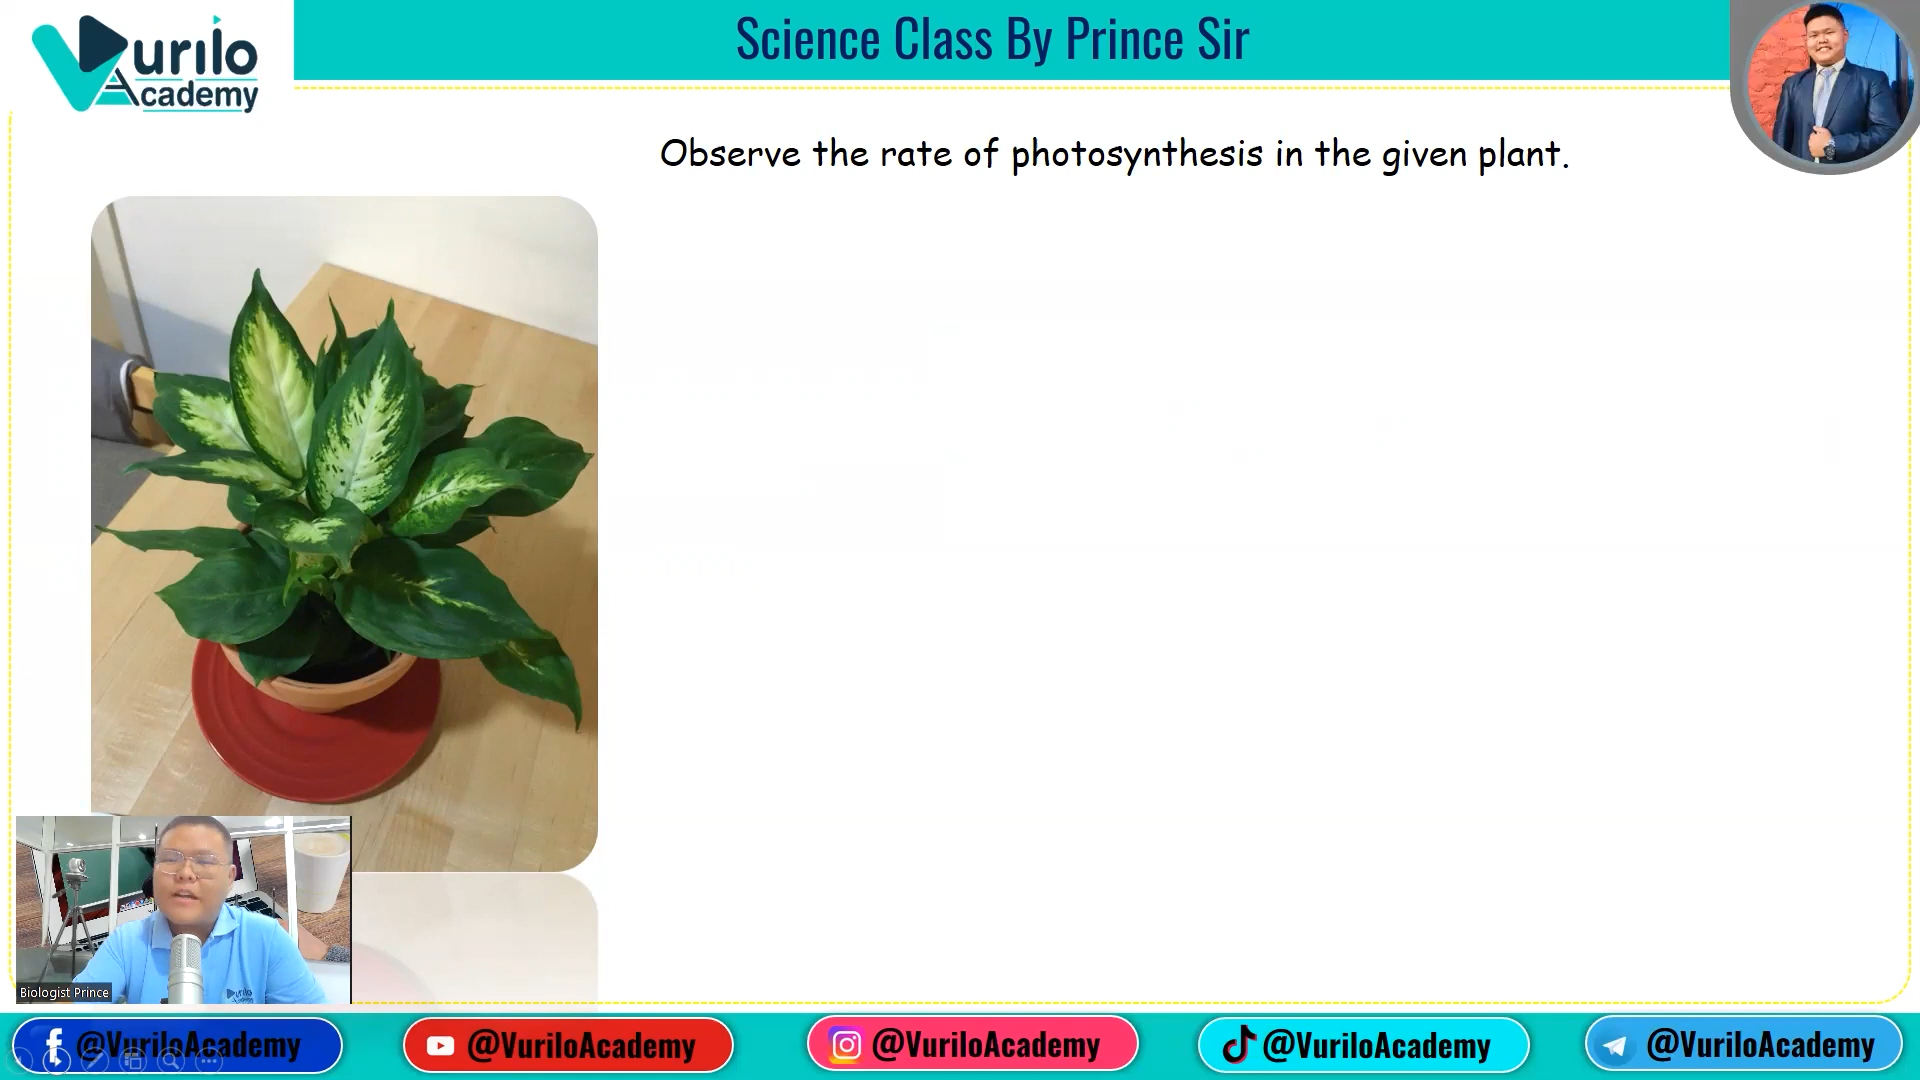 Vurilo
Academy
Science Class By Prince Sir
Observe the rate of photosynthesis in the given plant.
Biologist Prince
@VuriloAcademy
@VuriloAcademy
@VuriloAcademy
@VuriloAcademy
@VuriloAcademy